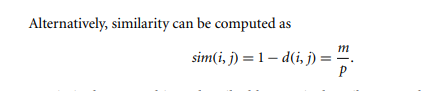 Alternatively, similarity can be computed as
sim(i, j) = 1 − d(i, j) = m/p.